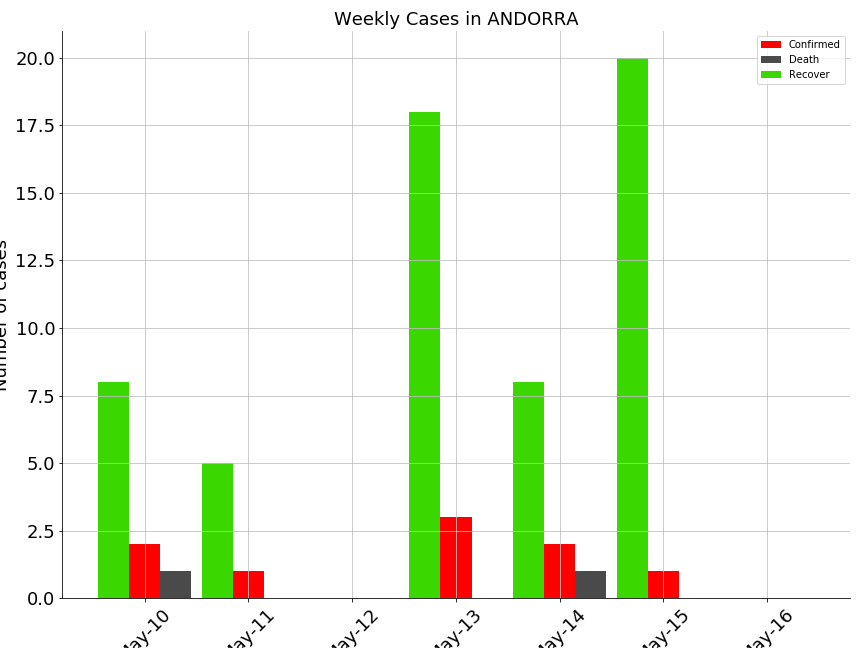 Weekly Cases in ANDORRA
Confirmed
Death
Recover
20.0
17.5
15.0
12.5
10.0
7.5
5.0
2.5
0.0
Number of cases
May-10
May-11
May-12
May-13
May-14
May-15
May-16